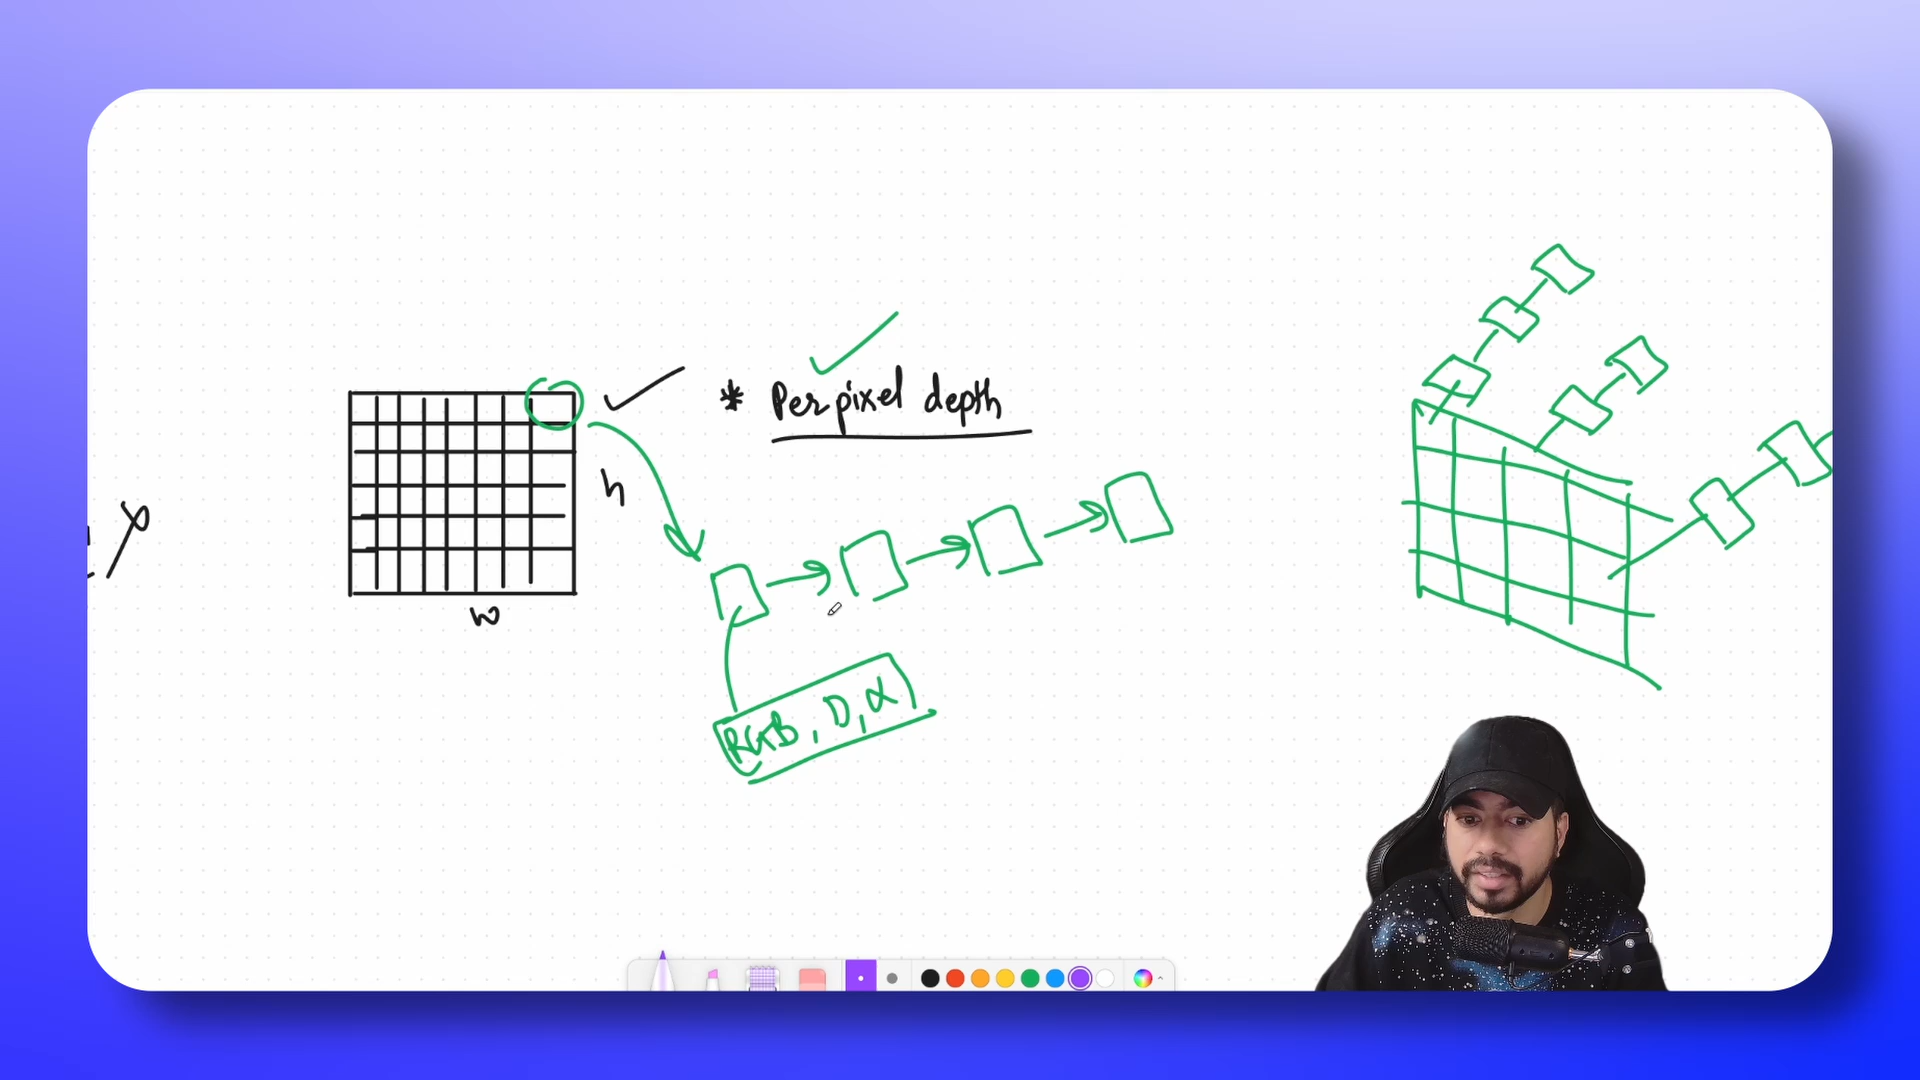 * Per pixel depth
h
w
RGB, D, α